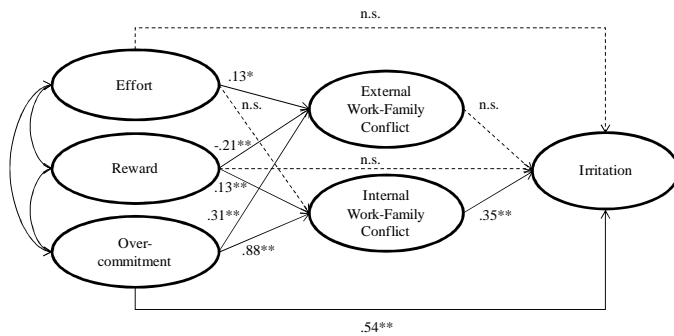 n.s.
Effort
.13*
n.s.
External
Work-Family
Conflict
n.s.
-.21**
Reward
n.s.
Irritation
.13**
Internal
Work-Family
Conflict
.35**
.31**
Over-
commitment
.88**
.54**